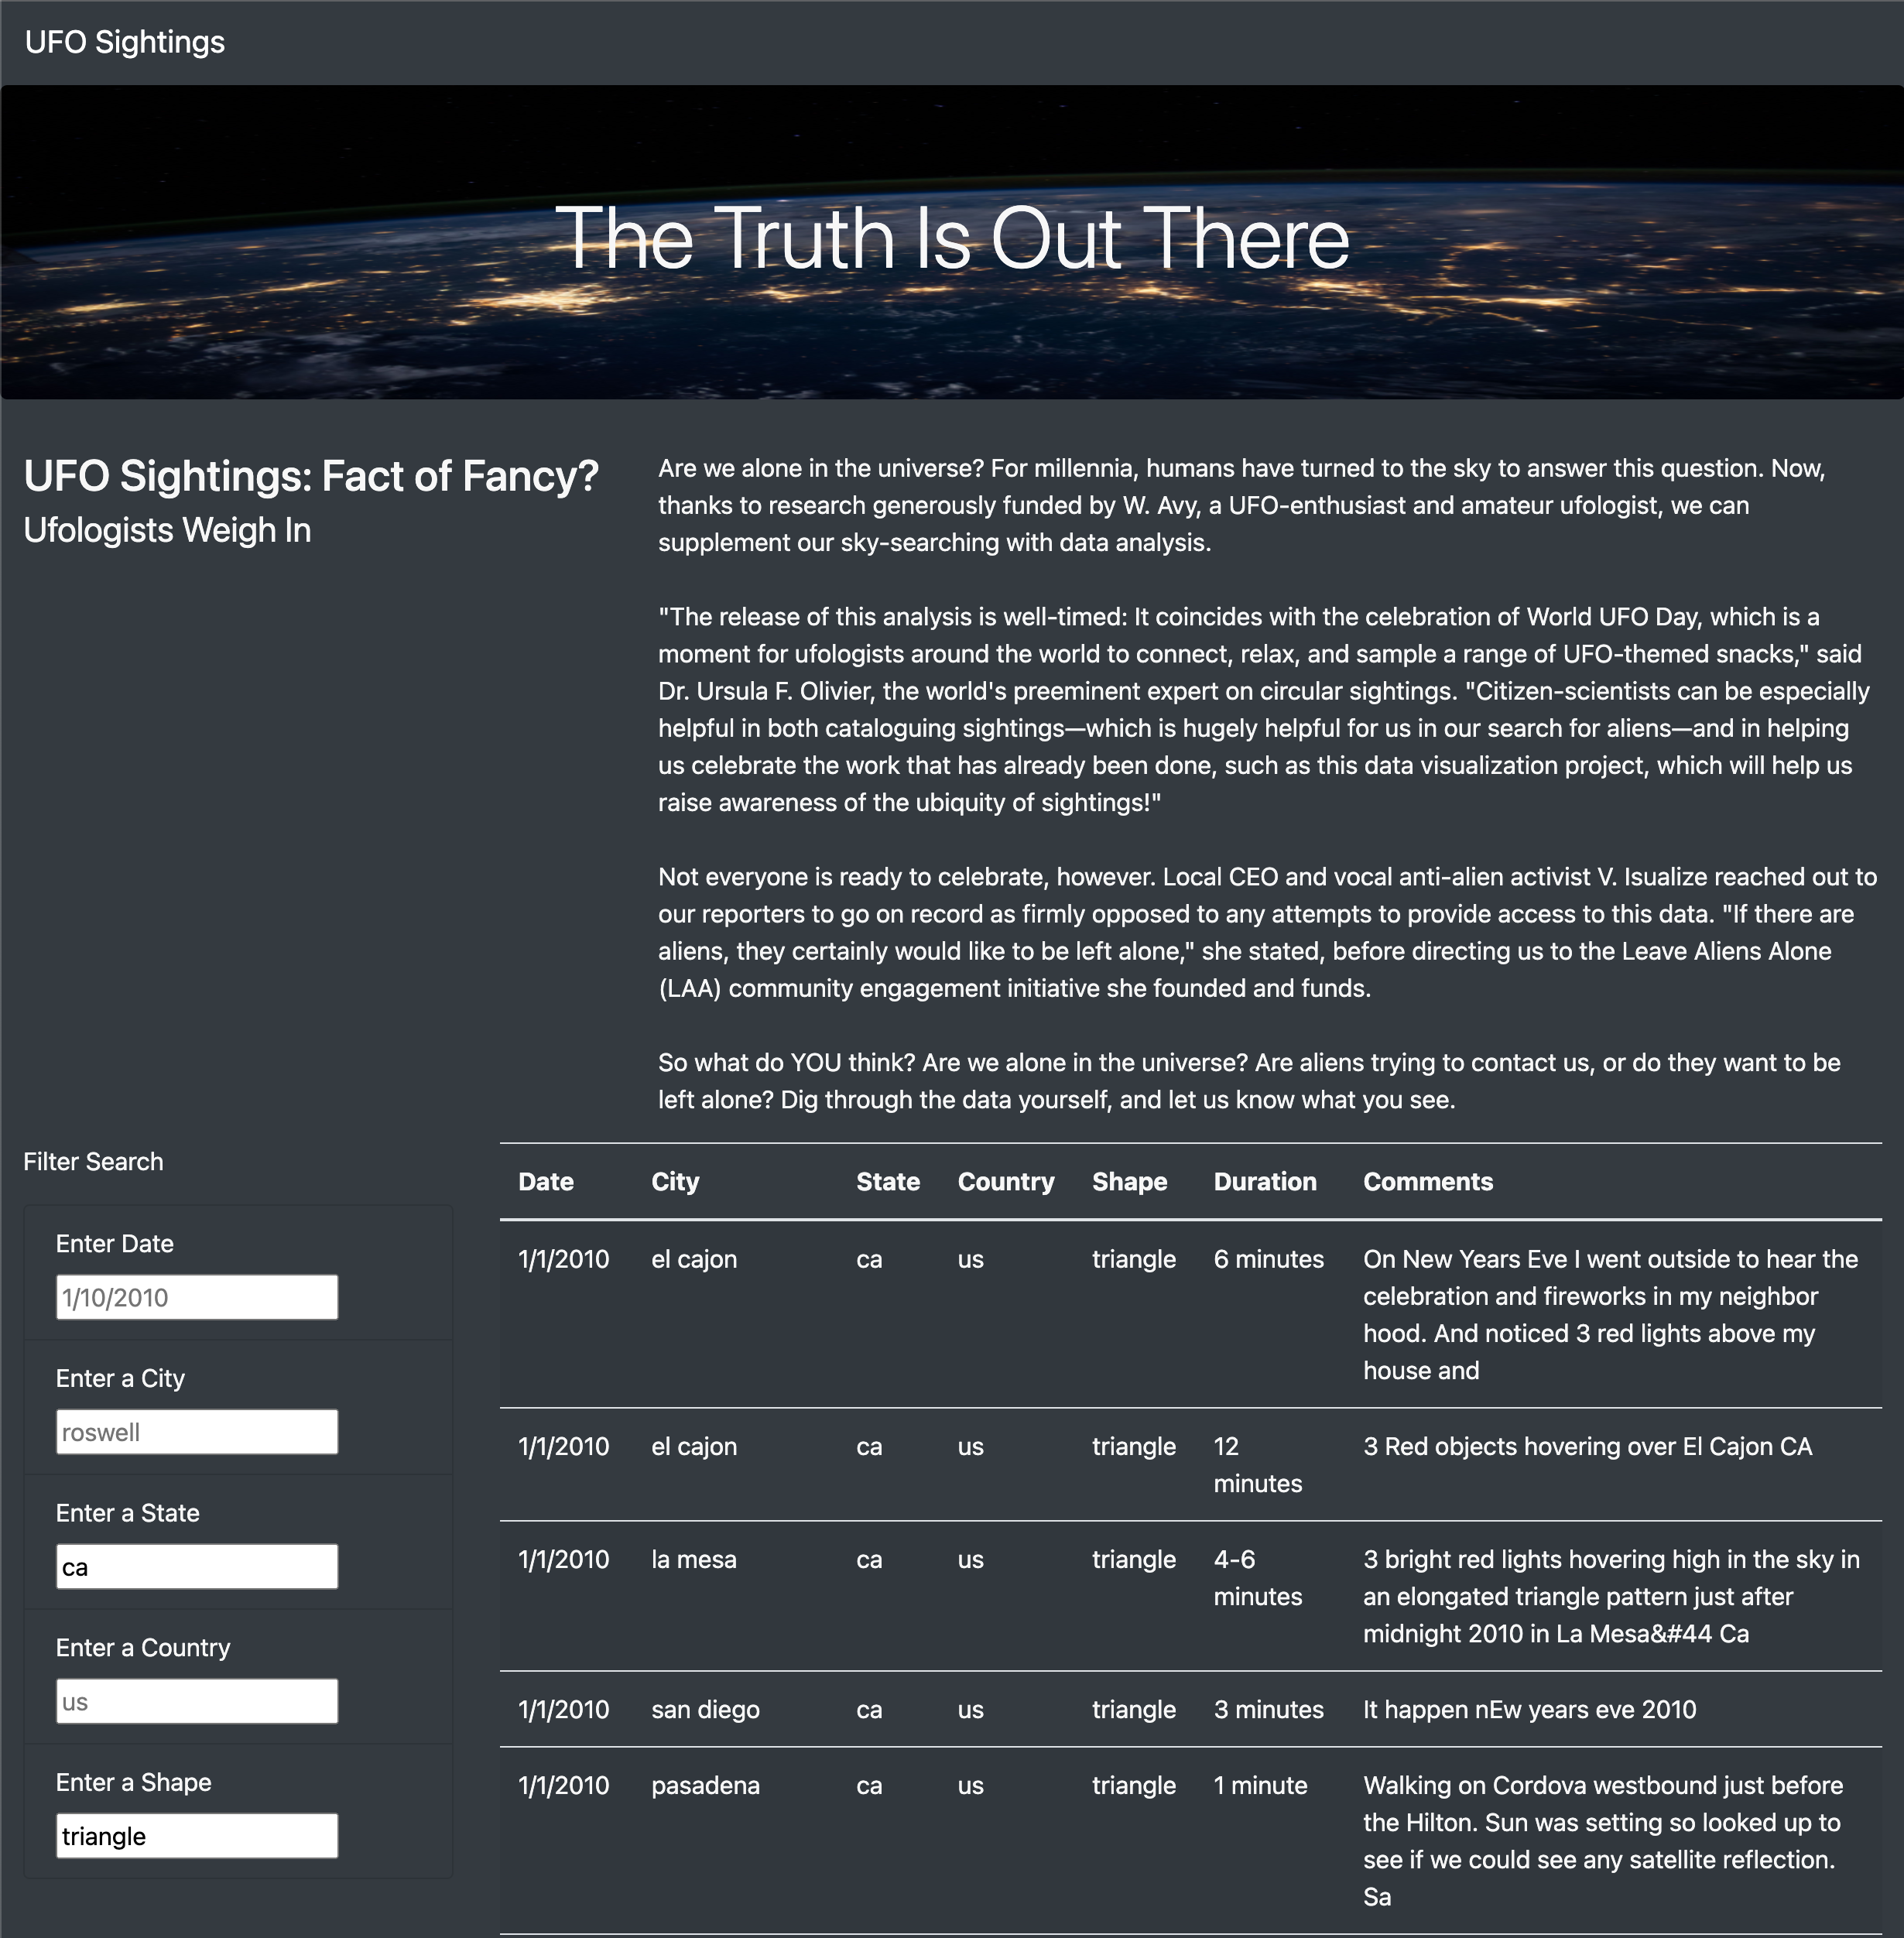 UFO Sightings
The Truth Is Out There
UFO Sightings: Fact of Fancy?
Ufologists Weigh In
Are we alone in the universe? For millennia, humans have turned to the sky to answer this question. Now,
thanks to research generously funded by W. Avy, a UFO-enthusiast and amateur ufologist, we can
supplement our sky-searching with data analysis.
"The release of this analysis is well-timed: It coincides with the celebration of World UFO Day, which is a
moment for ufologists around the world to connect, relax, and sample a range of UFO-themed snacks," said
Dr. Ursula F. Olivier, the world's preeminent expert on circular sightings. "Citizen-scientists can be especially
helpful in both cataloguing sightings—which is hugely helpful for us in our search for aliens—and in helping
us celebrate the work that has already been done, such as this data visualization project, which will help us
raise awareness of the ubiquity of sightings!"
Not everyone is ready to celebrate, however. Local CEO and vocal anti-alien activist V. Isualize reached out to
our reporters to go on record as firmly opposed to any attempts to provide access to this data. "If there are
aliens, they certainly would like to be left alone," she stated, before directing us to the Leave Aliens Alone
(LAA) community engagement initiative she founded and funds.
So what do YOU think? Are we alone in the universe? Are aliens trying to contact us, or do they want to be
left alone? Dig through the data yourself, and let us know what you see.
Filter Search
Enter Date
1/10/2010
Enter a City
roswell
Enter a State
ca
Enter a Country
us
Enter a Shape
triangle
Date City State Country Shape Duration Comments
1/1/2010 el cajon ca us triangle 6 minutes On New Years Eve I went outside to hear the
celebration and fireworks in my neighbor
hood. And noticed 3 red lights above my
house and
1/1/2010 el cajon ca us triangle 12 3 Red objects hovering over El Cajon CA
minutes
1/1/2010 la mesa ca us triangle 4-6 3 bright red lights hovering high in the sky in
minutes an elongated triangle pattern just after
midnight 2010 in La Mesa&#44 Ca
1/1/2010 san diego ca us triangle 3 minutes It happen nEw years eve 2010
1/1/2010 pasadena ca us triangle 1 minute Walking on Cordova westbound just before
the Hilton. Sun was setting so looked up to
see if we could see any satellite reflection.
Sa